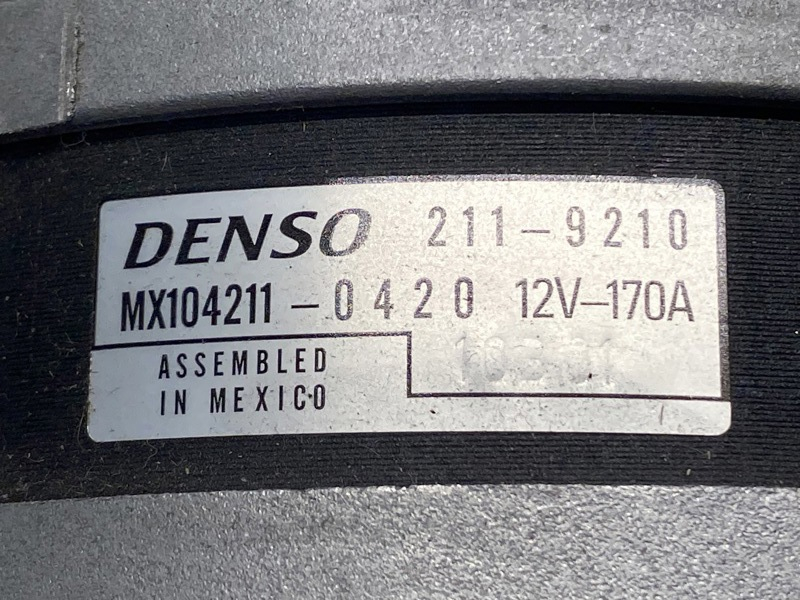 DENSO 211-9210
MX104211-0420 12V-170A
ASSEMBLED
IN MEXICO